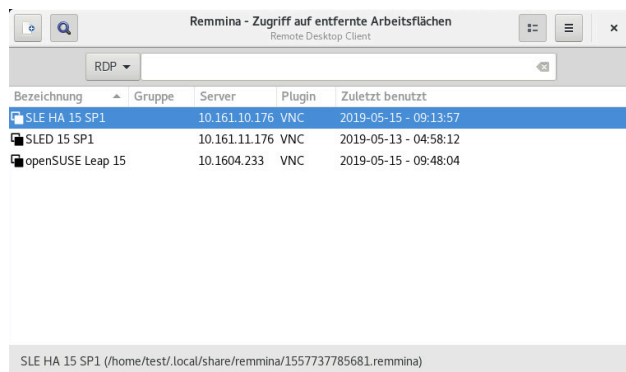 Remmina - Zugriff auf entfernte Arbeitsflächen
Remote Desktop Client
RDP
Bezeichnung Gruppe Server Plugin Zuletzt benutzt
SLE HA 15 SP1 10.161.10.176 VNC 2019-05-15 - 09:13:57
SLED 15 SP1 10.161.11.176 VNC 2019-05-13 - 04:58:12
openSUSE Leap 15 10.1604.233 VNC 2019-05-15 - 09:48:04
SLE HA 15 SP1 (/home/test/.local/share/remmina/1557737785681.remmina)